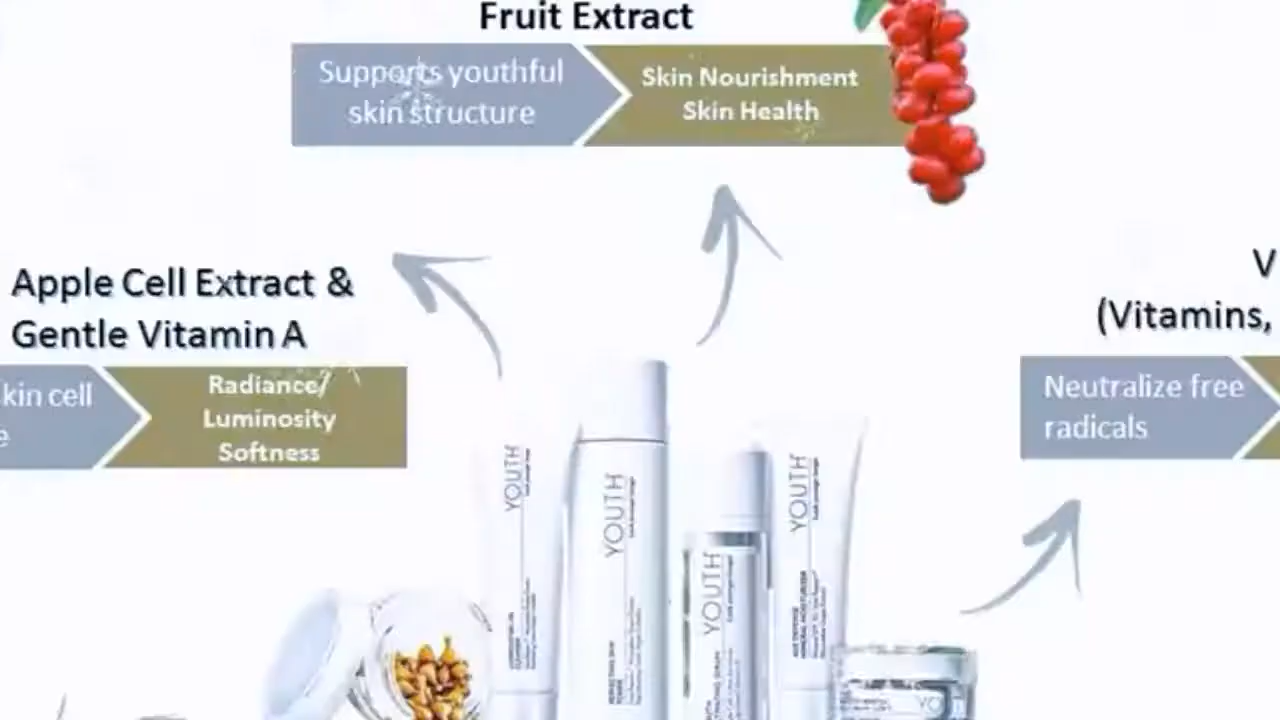 Fruit Extract
Supports youthful
skin structure
Skin Nourishment
Skin Health
Apple Cell Extract &
Gentle Vitamin A
kin cell
e
Radiance/
Luminosity
Softness
V
(Vitamins,
Neutralize free
radicals
YOUTH
YOUTH
YOUTH
YOUTH
YOU